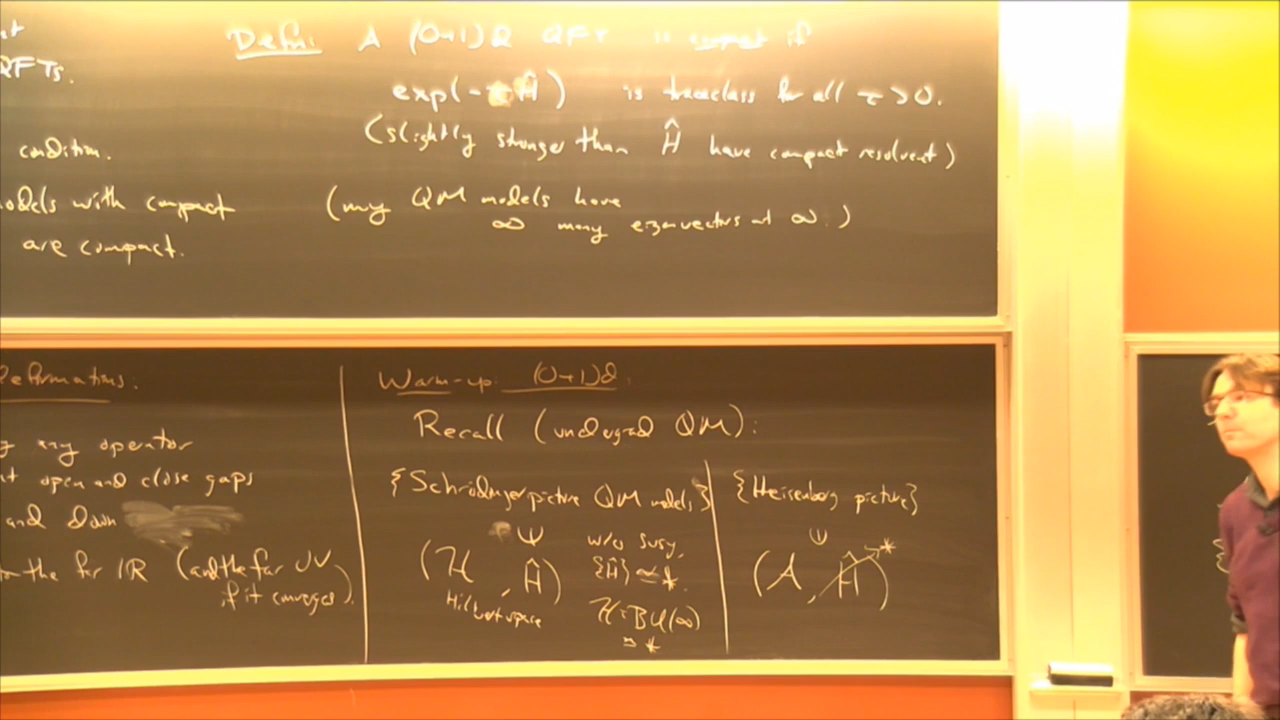 QFTs.
condition.
models with compact
are compact.
Defn: A (0+1)D QFT is compact if
exp(-τĤ) is traceclass for all τ>0.
(slightly stronger than Ĥ have compact resolvent)
(my QM models have
∞ many eigenvectors at ∞.)
Deformations.
any operator
open and close gaps
and down
the far IR (and the far UV
if it converges).
Warm-up: (0+1)d.
Recall (undergrad QM):
{Schrödinger picture QM models}
Ψ w/o susy,
(H, Ĥ) {Ĥ} ≃ *.
Hilbert space H ∈ BU(∞)
≃ *
{Heisenberg picture}
Ψ
(A, Ĥ) *